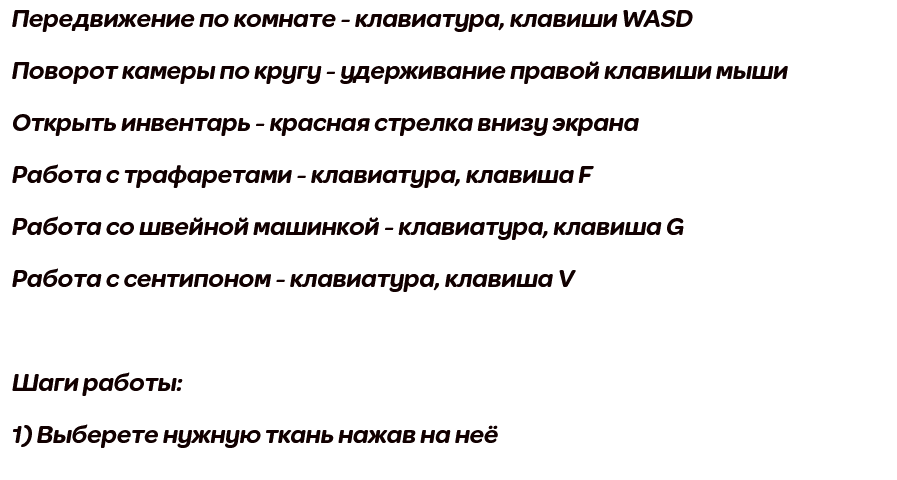 Передвижение по комнате - клавиатура, клавиши WASD
Поворот камеры по кругу - удерживание правой клавиши мыши
Открыть инвентарь - красная стрелка внизу экрана
Работа с трафаретами - клавиатура, клавиша F
Работа со швейной машинкой - клавиатура, клавиша G
Работа с сентипоном - клавиатура, клавиша V
Шаги работы:
1) Выберете нужную ткань нажав на неё